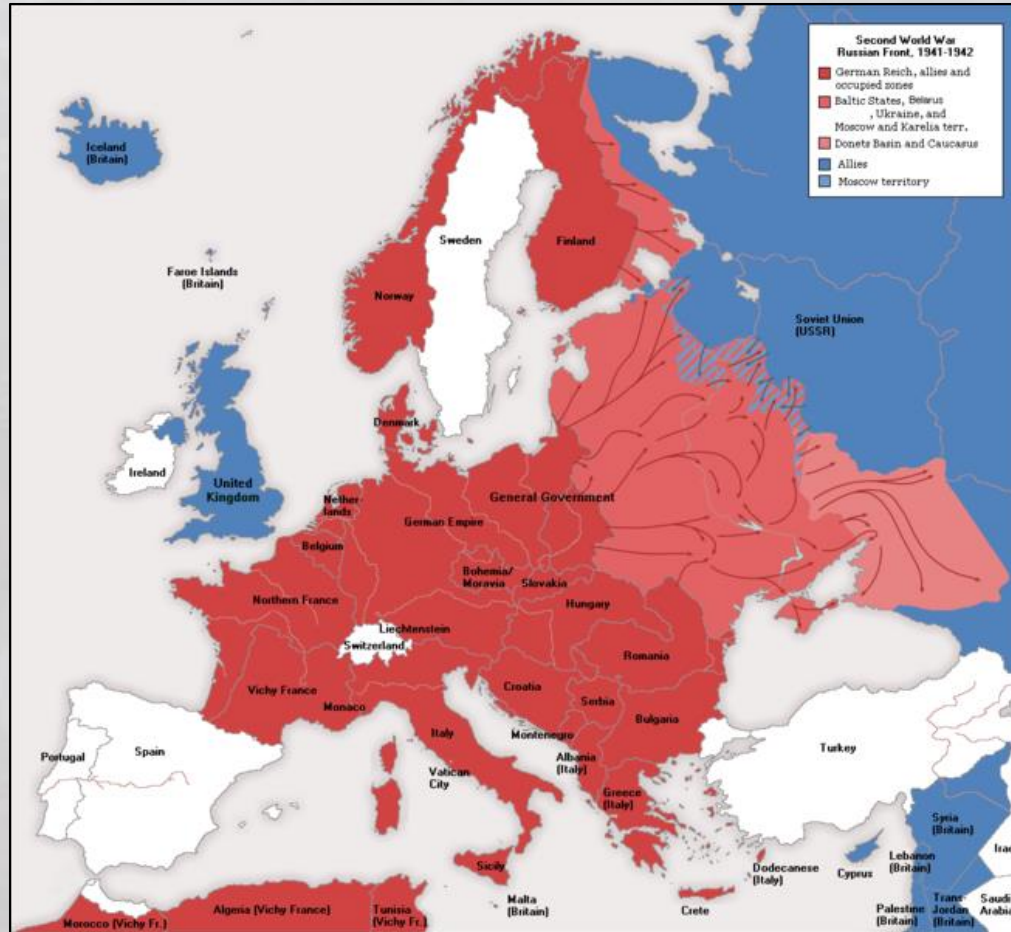 Second World War
Russian Front, 1941-1942
German Reich, allies and
occupied zones
Baltic States, Belarus
, Ukraine, and
Moscow and Karelia terr.
Donets Basin and Caucasus
Allies
Moscow territory
Iceland
(Britain)
Faroe Islands
(Britain)
Sweden
Finland
Norway
Soviet Union
(USSR)
Denmark
Ireland
United
Kingdom
Nether-
lands
General Government
German Empire
Belgium
Bohemia/
Moravia
Slovakia
Northern France
Hungary
Liechtenstein
Switzerland
Romania
Vichy France
Croatia
Serbia
Monaco
Bulgaria
Italy
Montenegro
Portugal
Spain
Turkey
Albania
(Italy)
Vatican
City
Greece
(Italy)
Syria
(Britain)
Sicily
Dodecanese
(Italy)
Cyprus
Lebanon
(Britain)
Iraq
Malta
(Britain)
Crete
Palestine
(Britain)
Trans
Jordan
(Britain)
Saudi
Arabia
Morocco (Vichy Fr.)
Algeria (Vichy France)
Tunisia
(Vichy Fr.)